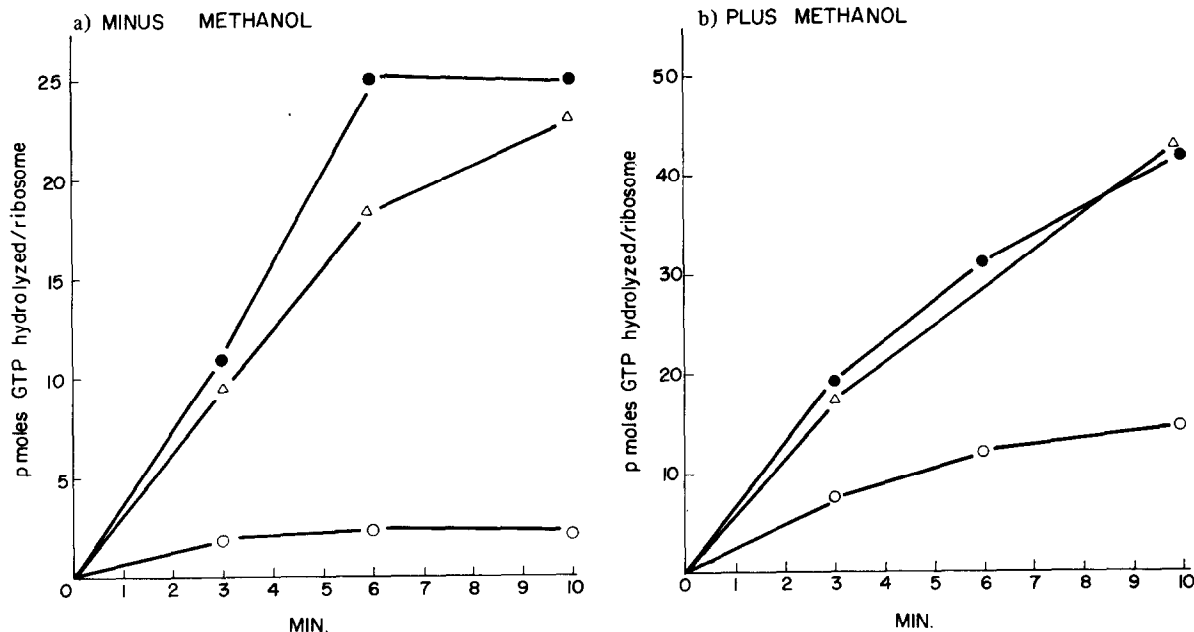 a) MINUS METHANOL
p moles GTP hydrolyzed/ribosome
25
20
15
10
5
0 1 2 3 4 5 6 7 8 9 10
MIN.
b) PLUS METHANOL
p moles GTP hydrolyzed/ribosome
50
40
30
20
10
0 1 2 3 4 5 6 7 8 9 10
MIN.